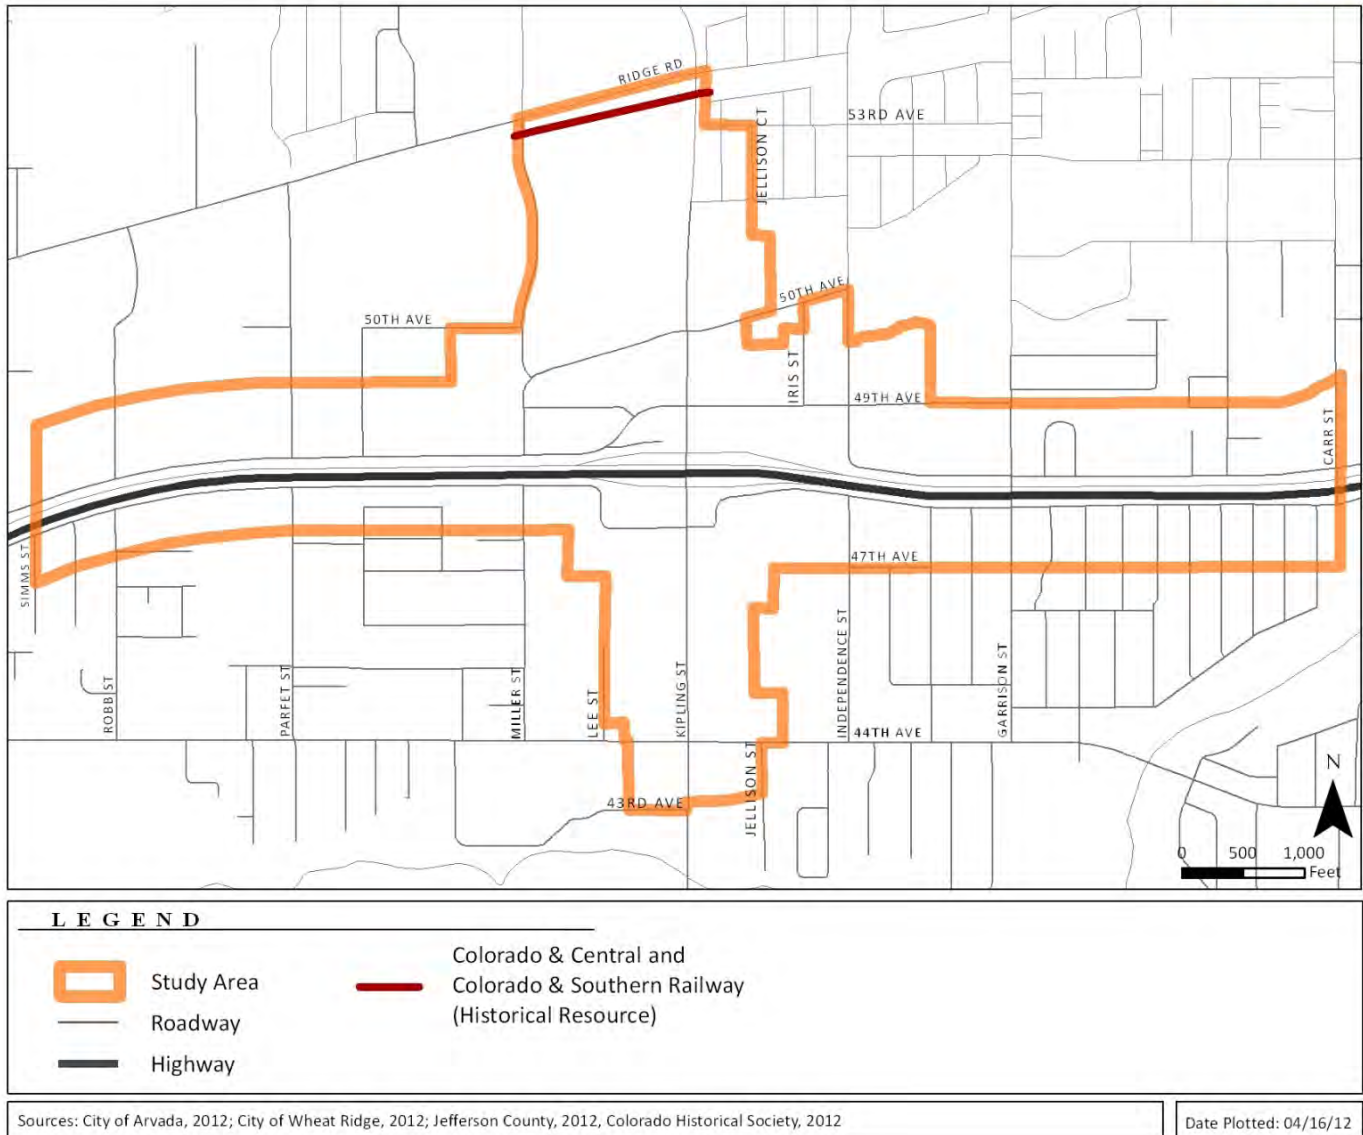 RIDGE RD
53RD AVE
JELLISON CT
50TH AVE
50TH AVE
IRIS ST
49TH AVE
CARR ST
SIMMS ST
47TH AVE
ROBB ST
PARFET ST
MILLER ST
LEE ST
KIPLING ST
INDEPENDENCE ST
GARRISON ST
44TH AVE
JELLISON ST
43RD AVE
N
0 500 1,000
Feet
LEGEND
Study Area
Roadway
Highway
Colorado & Central and
Colorado & Southern Railway
(Historical Resource)
Sources: City of Arvada, 2012; City of Wheat Ridge, 2012; Jefferson County, 2012, Colorado Historical Society, 2012
Date Plotted: 04/16/12